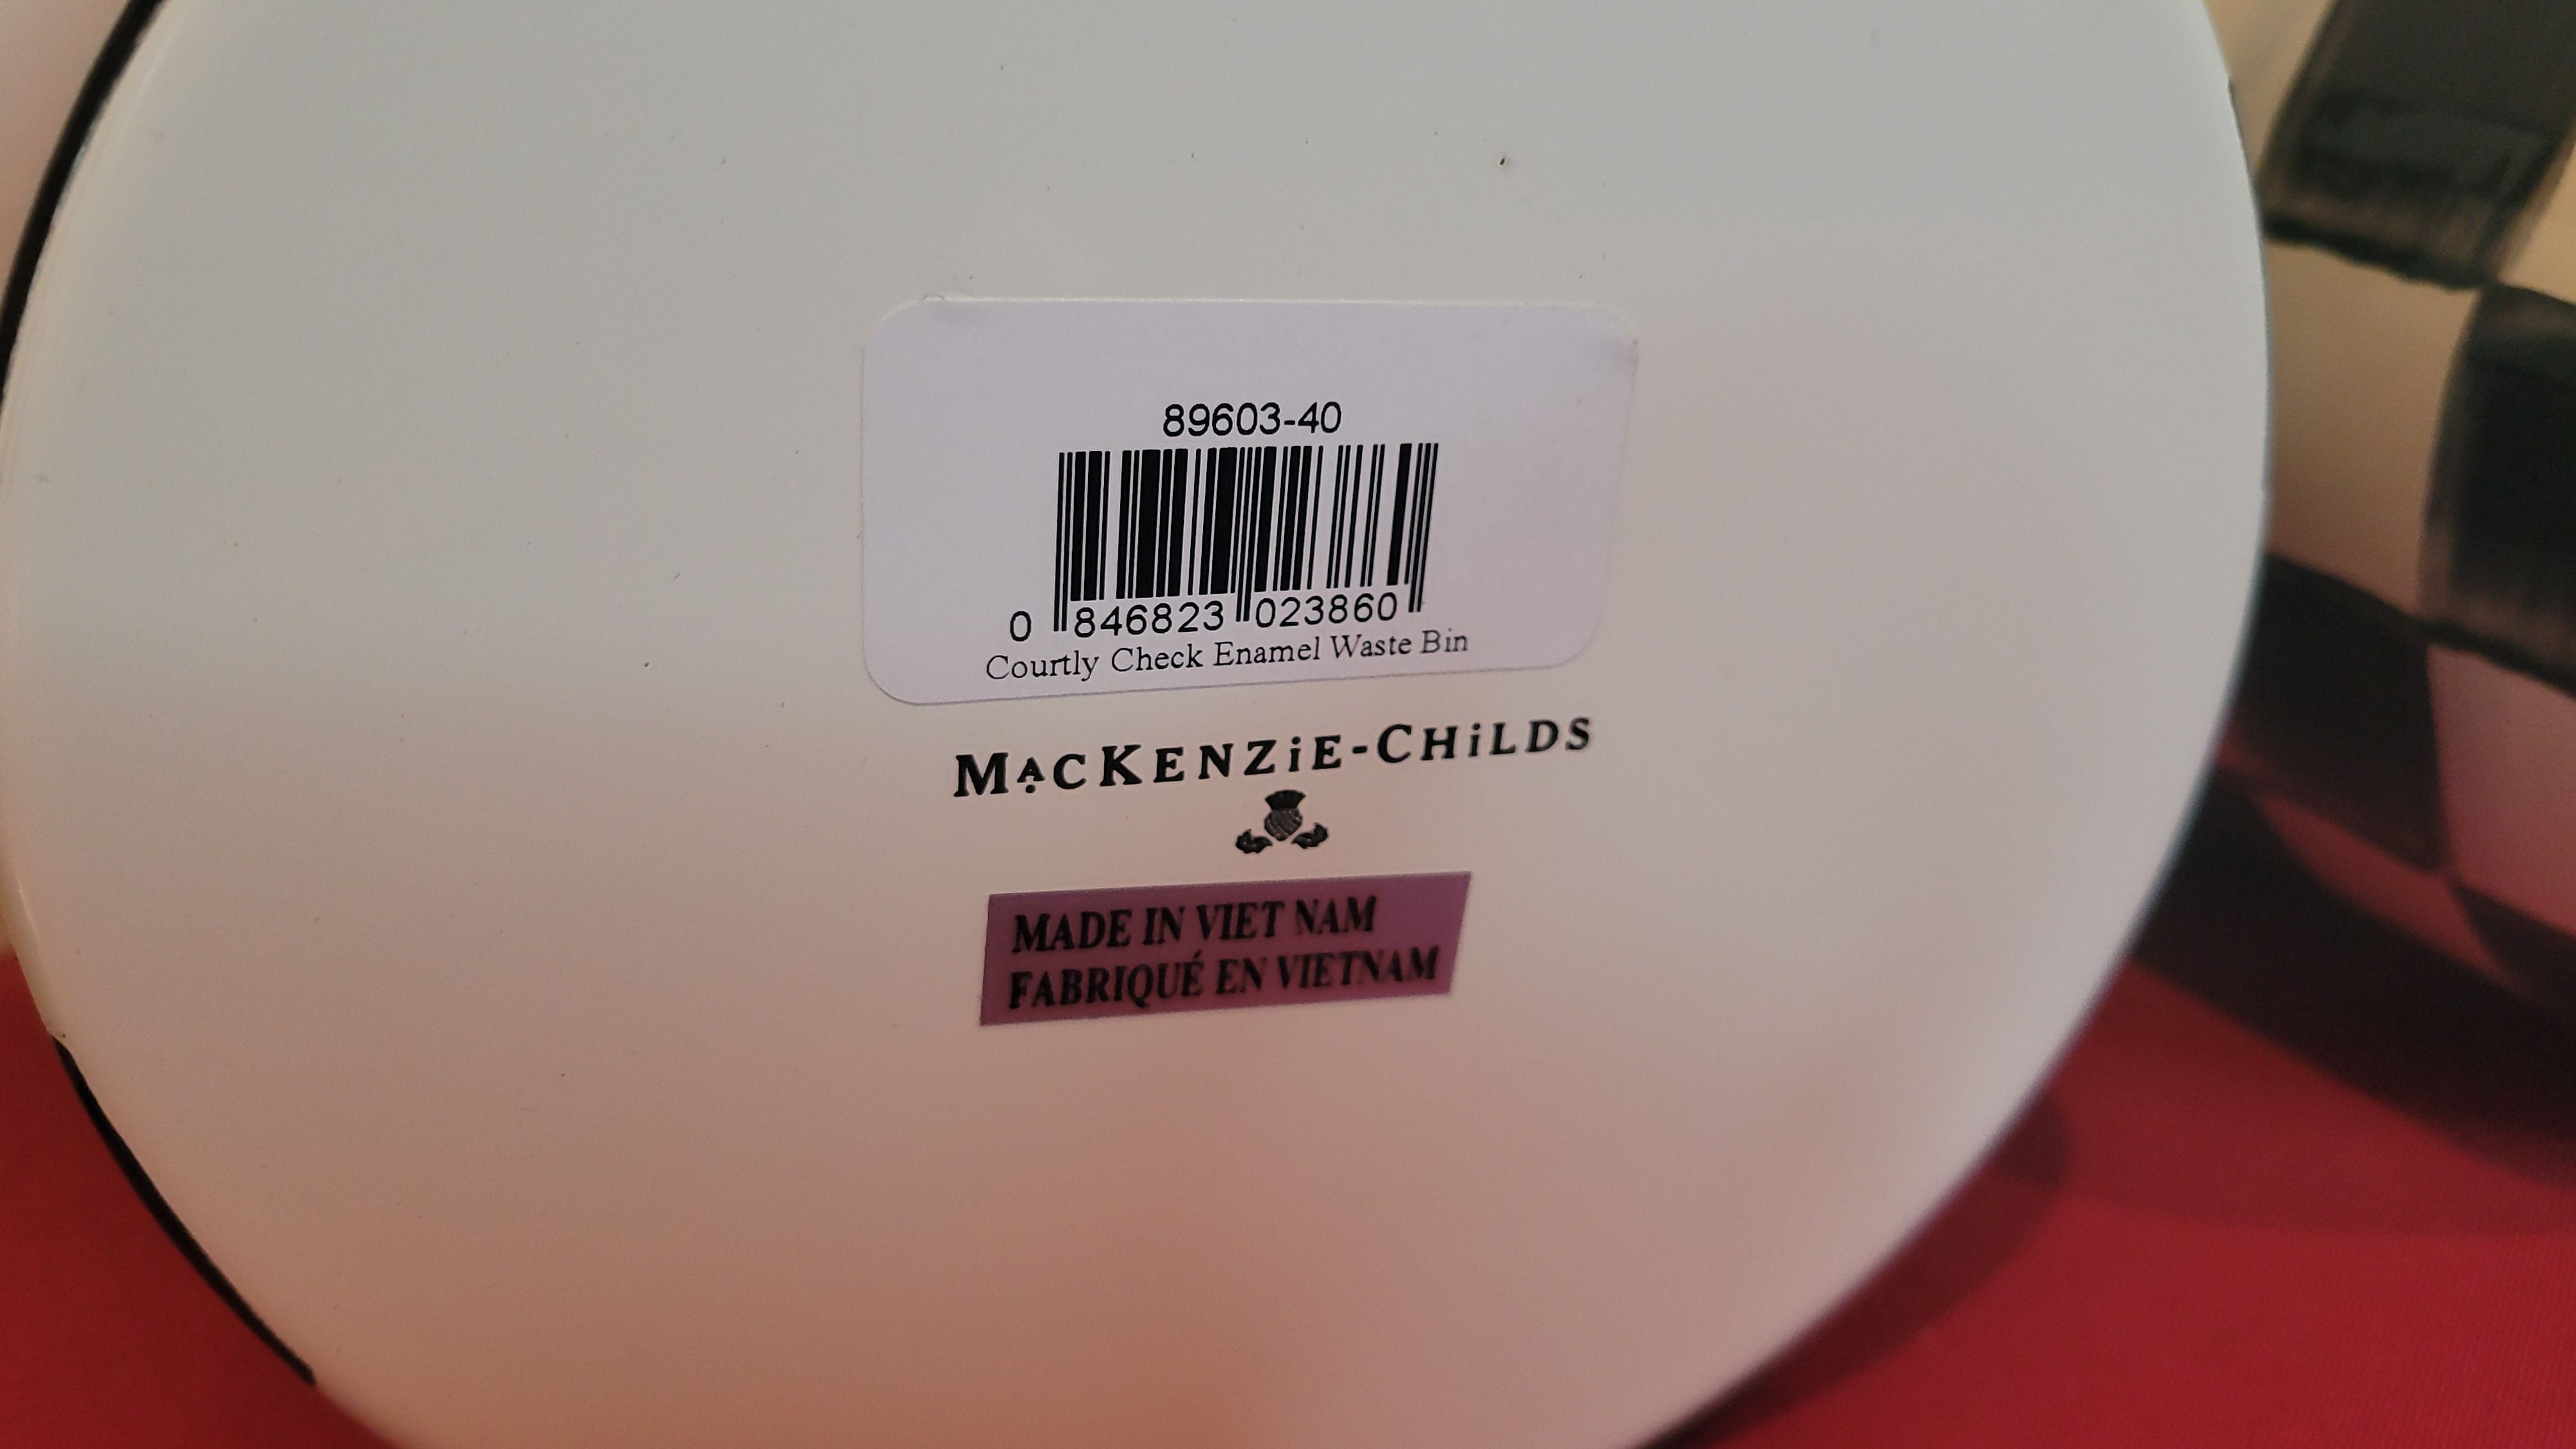 89603-40
0 846823 023860
Courtly Check Enamel Waste Bin
MACKENZiE-CHiLDS
MADE IN VIET NAM
FABRIQUÉ EN VIETNAM